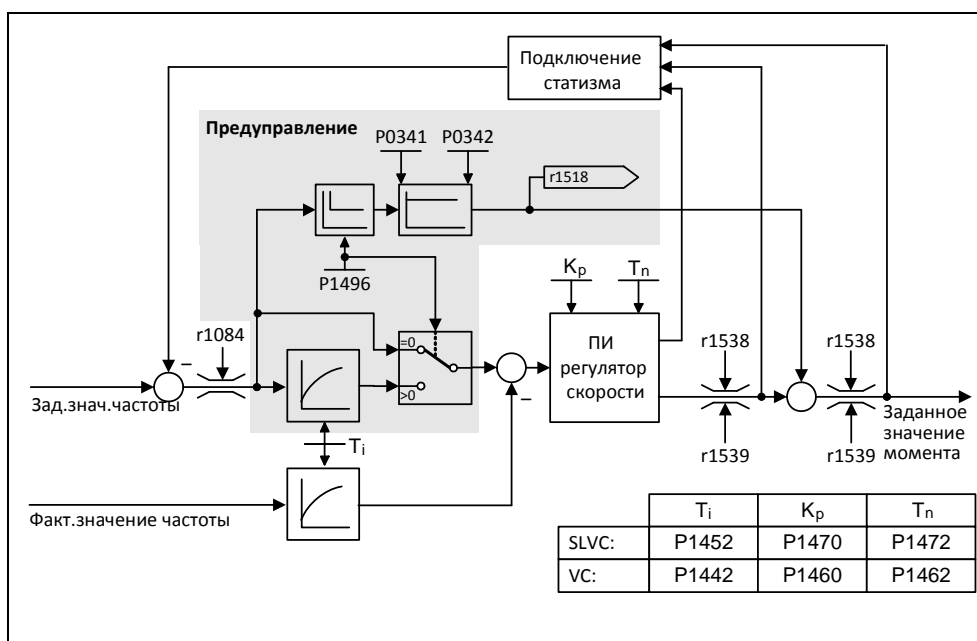 Подключение
статизма
Предуправление
P0341
P0342
r1518
P1496
Kp
Tn
r1084
=0
>0
ПИ
регулятор
скорости
r1538
r1538
–
–
Зад.знач.частоты
Заданное
значение
момента
r1539
r1539
Ti
Факт.значение частоты
Ti Kp Tn
SLVC: P1452 P1470 P1472
VC: P1442 P1460 P1462